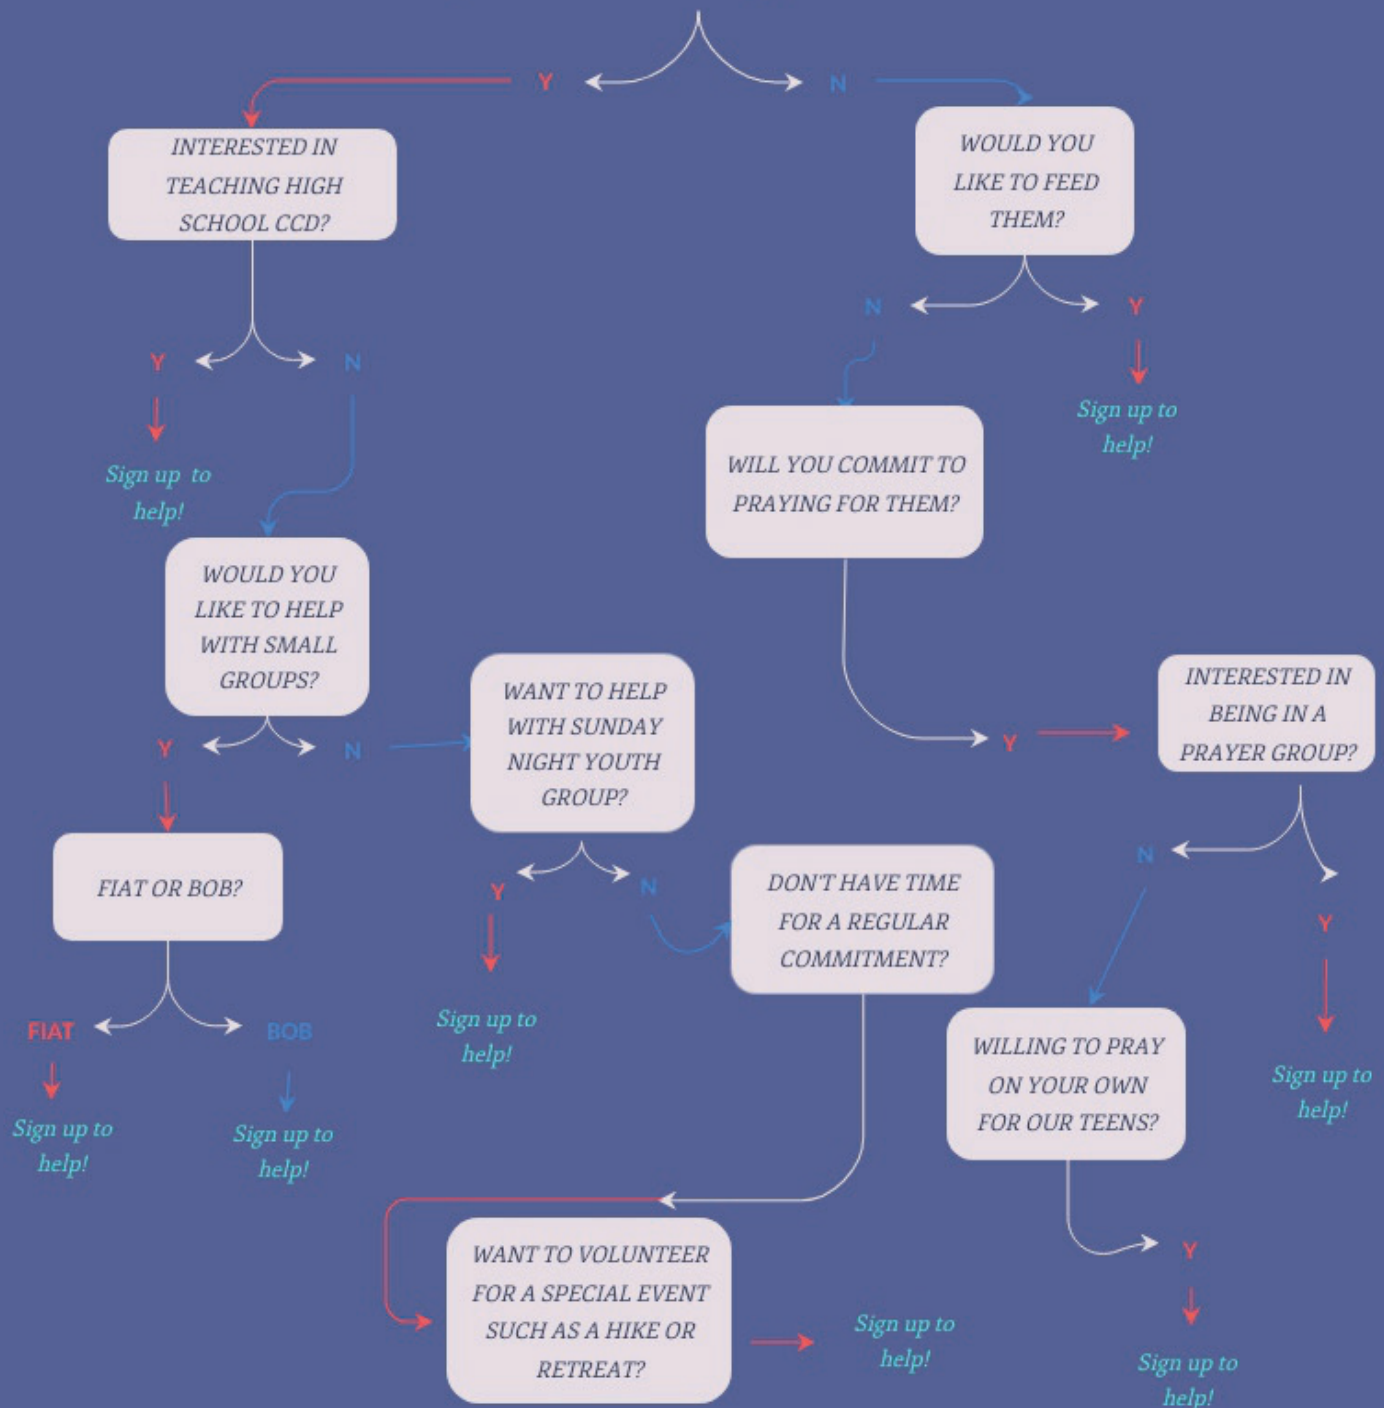 Y
N
INTERESTED IN
TEACHING HIGH
SCHOOL CCD?
WOULD YOU
LIKE TO FEED
THEM?
N
Y
Y
N
Sign up to
help!
WILL YOU COMMIT TO
PRAYING FOR THEM?
Sign up to
help!
WOULD YOU
LIKE TO HELP
WITH SMALL
GROUPS?
WANT TO HELP
WITH SUNDAY
NIGHT YOUTH
GROUP?
INTERESTED IN
BEING IN A
PRAYER GROUP?
Y
N
Y
FIAT OR BOB?
Y
N
DON'T HAVE TIME
FOR A REGULAR
COMMITMENT?
N
Y
FIAT
BOB
Sign up to
help!
WILLING TO PRAY
ON YOUR OWN
FOR OUR TEENS?
Sign up to
help!
Sign up to
help!
Sign up to
help!
WANT TO VOLUNTEER
FOR A SPECIAL EVENT
SUCH AS A HIKE OR
RETREAT?
Y
Sign up to
help!
Sign up to
help!